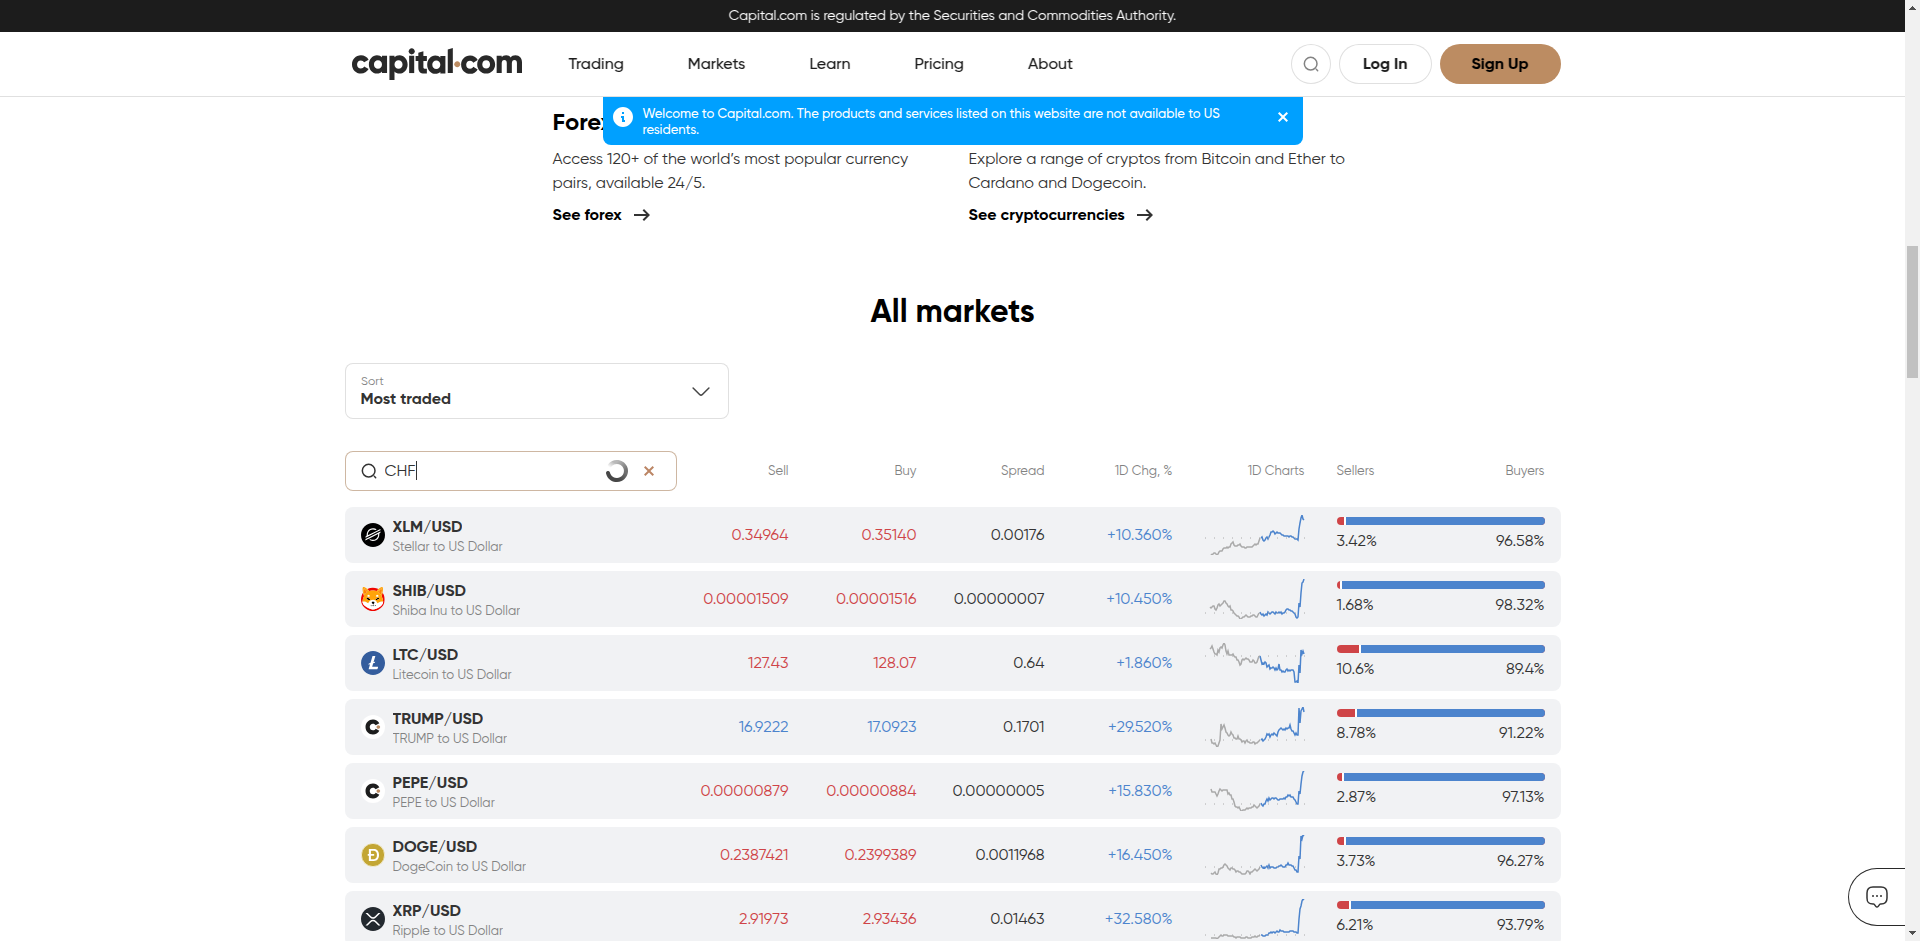 Capital.com is regulated by the Securities and Commodities Authority.
capital.com
Trading
Markets
Learn
Pricing
About
Log In
Sign Up
Welcome to Capital.com. The products and services listed on this website are not available to US
residents.
Access 120+ of the world's most popular currency
pairs, available 24/5.
See forex
Explore a range of cryptos from Bitcoin and Ether to
Cardano and Dogecoin.
See cryptocurrencies
All markets
Sort
Most traded
CHF
Sell
Buy
Spread
1D Chg, %
1D Charts
Sellers
Buyers
XLM/USD
Stellar to US Dollar
0.34964
0.35140
0.00176
+10.360%
3.42%
96.58%
SHIB/USD
Shiba Inu to US Dollar
0.00001509
0.00001516
0.00000007
+10.450%
1.68%
98.32%
LTC/USD
Litecoin to US Dollar
127.43
128.07
0.64
+1.860%
10.6%
89.4%
TRUMP/USD
TRUMP to US Dollar
16.9222
17.0923
0.1701
+29.520%
8.78%
91.22%
PEPE/USD
PEPE to US Dollar
0.00000879
0.00000884
0.00000005
+15.830%
2.87%
97.13%
DOGE/USD
DogeCoin to US Dollar
0.2387421
0.2399389
0.0011968
+16.450%
3.73%
96.27%
XRP/USD
Ripple to US Dollar
2.91973
2.93436
0.01463
+32.580%
6.21%
93.79%